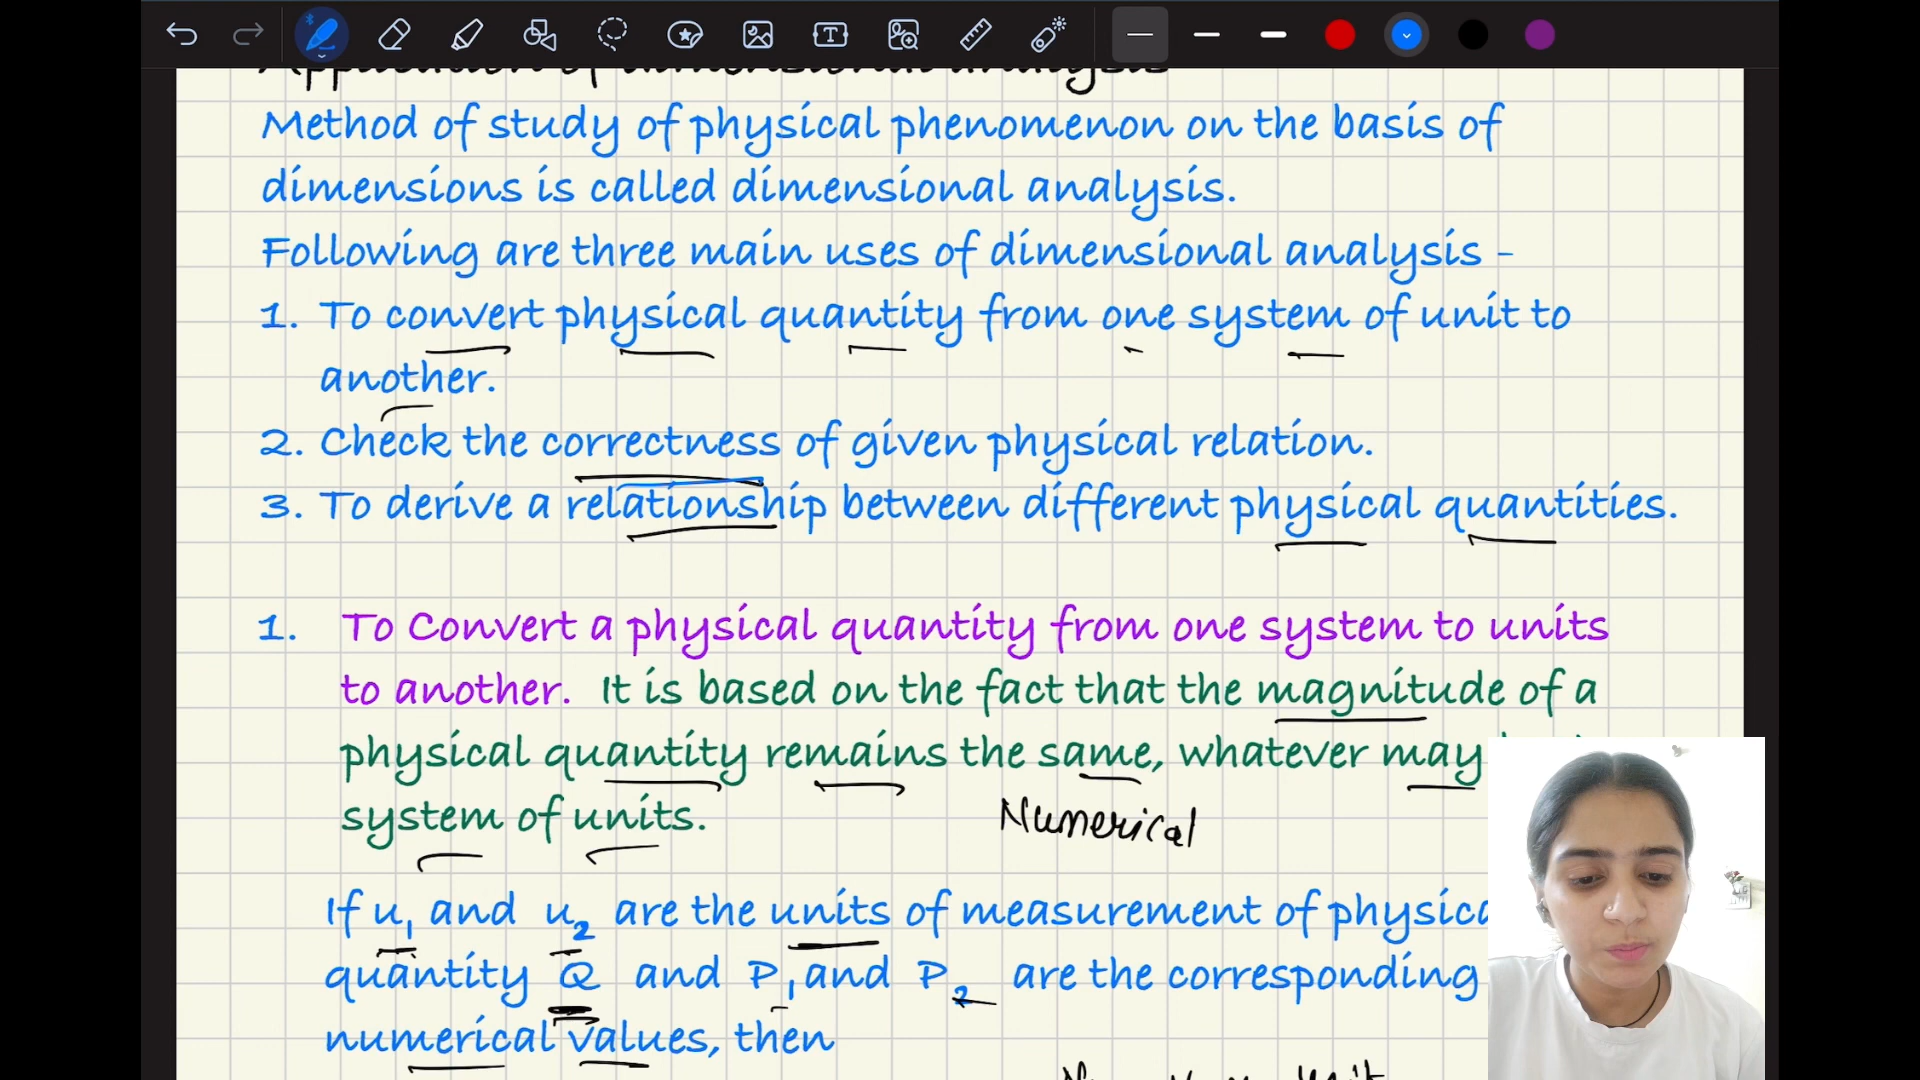 Application of dimensional analysis
Method of study of physical phenomenon on the basis of
dimensions is called dimensional analysis.
Following are three main uses of dimensional analysis -
1. To convert physical quantity from one system of unit to
another.
2. Check the correctness of given physical relation.
3. To derive a relationship between different physical quantities.
1. To Convert a physical quantity from one system to units
to another. It is based on the fact that the magnitude of a
physical quantity remains the same, whatever may
system of units.
Numerical
If u₁ and u₂ are the units of measurement of physic
quantity Q and P₁ and P₂ are the corresponding
numerical values, then